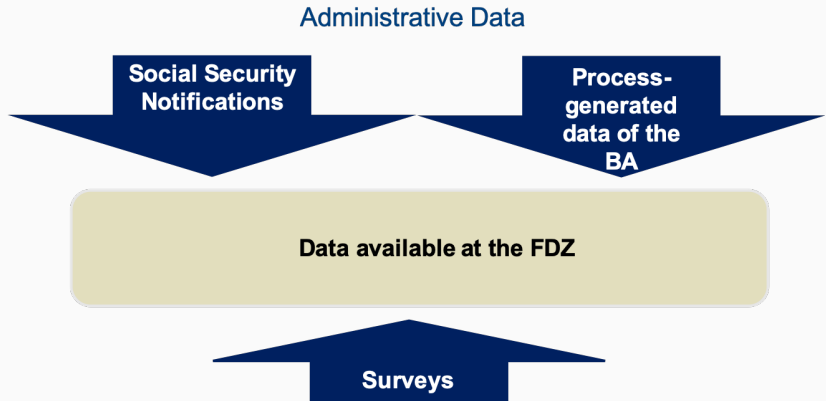 Administrative Data
Social Security
Notifications
Process-
generated
data of the
BA
Data available at the FDZ
Surveys